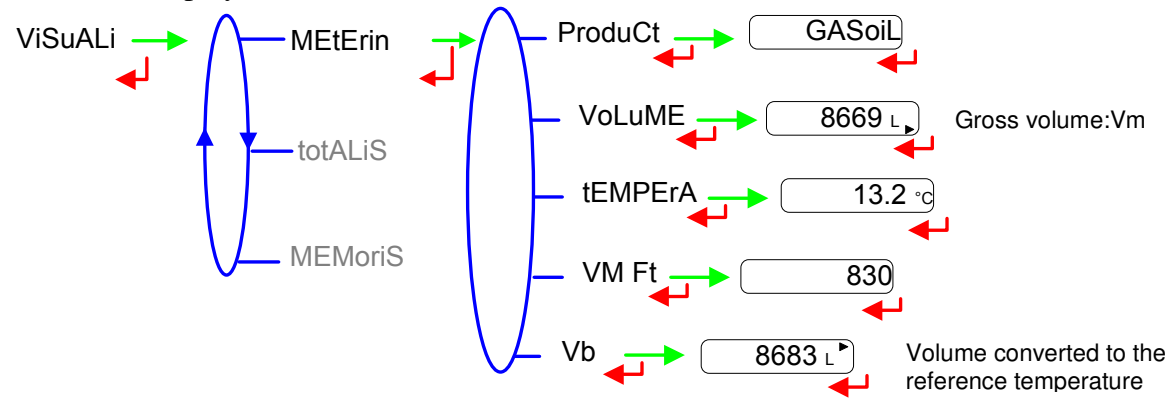 ViSuALi MEtErin ProduCt GASoiL
VoLuME 8669 L Gross volume:Vm
totALiS
tEMPErA 13.2 °C
MEMoriS
VM Ft 830
Vb 8683 L Volume converted to the
reference temperature